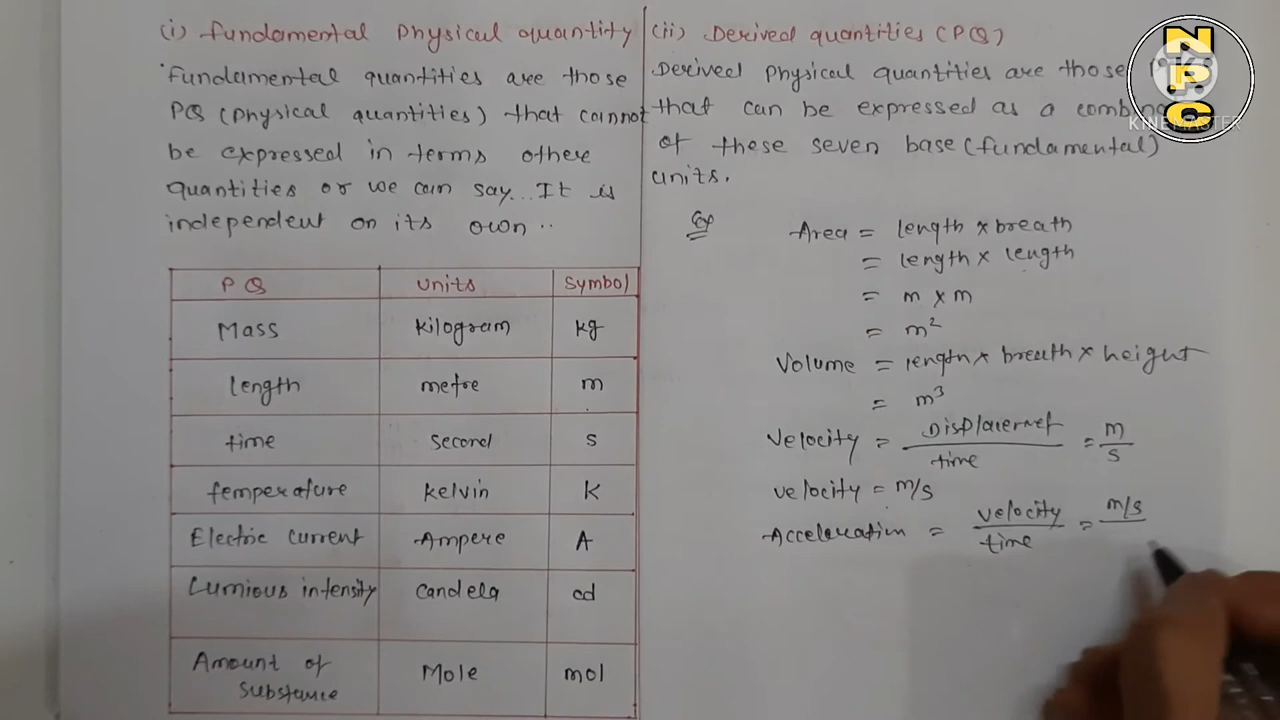 (i) Fundamental Physical quantity
Fundamental quantities are those
PQ (Physical quantities) that cannot
be expressed in terms othere
quantities or we can say...It is
independent on its own..
PQ units symbol
Mass kilogram kg
length metre m
time second s
temperature kelvin K
Electric current Ampere A
Lumious intensity candela cd
Amount of substance Mole mol
(ii) Derived quantities (PQ)
Derived Physical quantities are those
that can be expressed as a combin
of these seven base (fundamental)
units.
Ex Area = length × breath
= length × length
= m × m
= m²
Volume = length × breath × height
= m³
Velocity = Displacemet / time = m / s
velocity = m/s
Acceleration = velocity / time = m/s
NPC
KINEMASTER